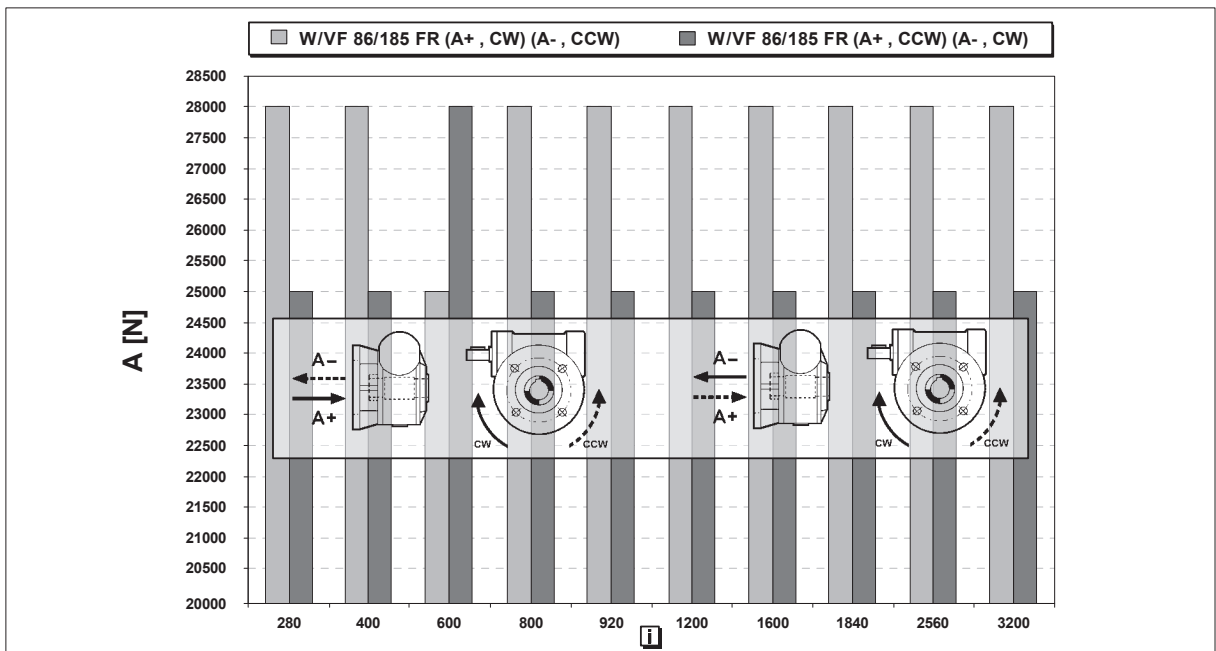 W/VF 86/185 FR (A+ , CW) (A- , CCW) W/VF 86/185 FR (A+ , CCW) (A- , CW)
28500
28000
27500
27000
26500
26000
25500
25000
24500
24000
23500
23000
22500
22000
21500
21000
20500
20000
A [N]
A-
A+
CW
CCW
A-
A+
CW
CCW
280 400 600 800 920 1200 1600 1840 2560 3200
i